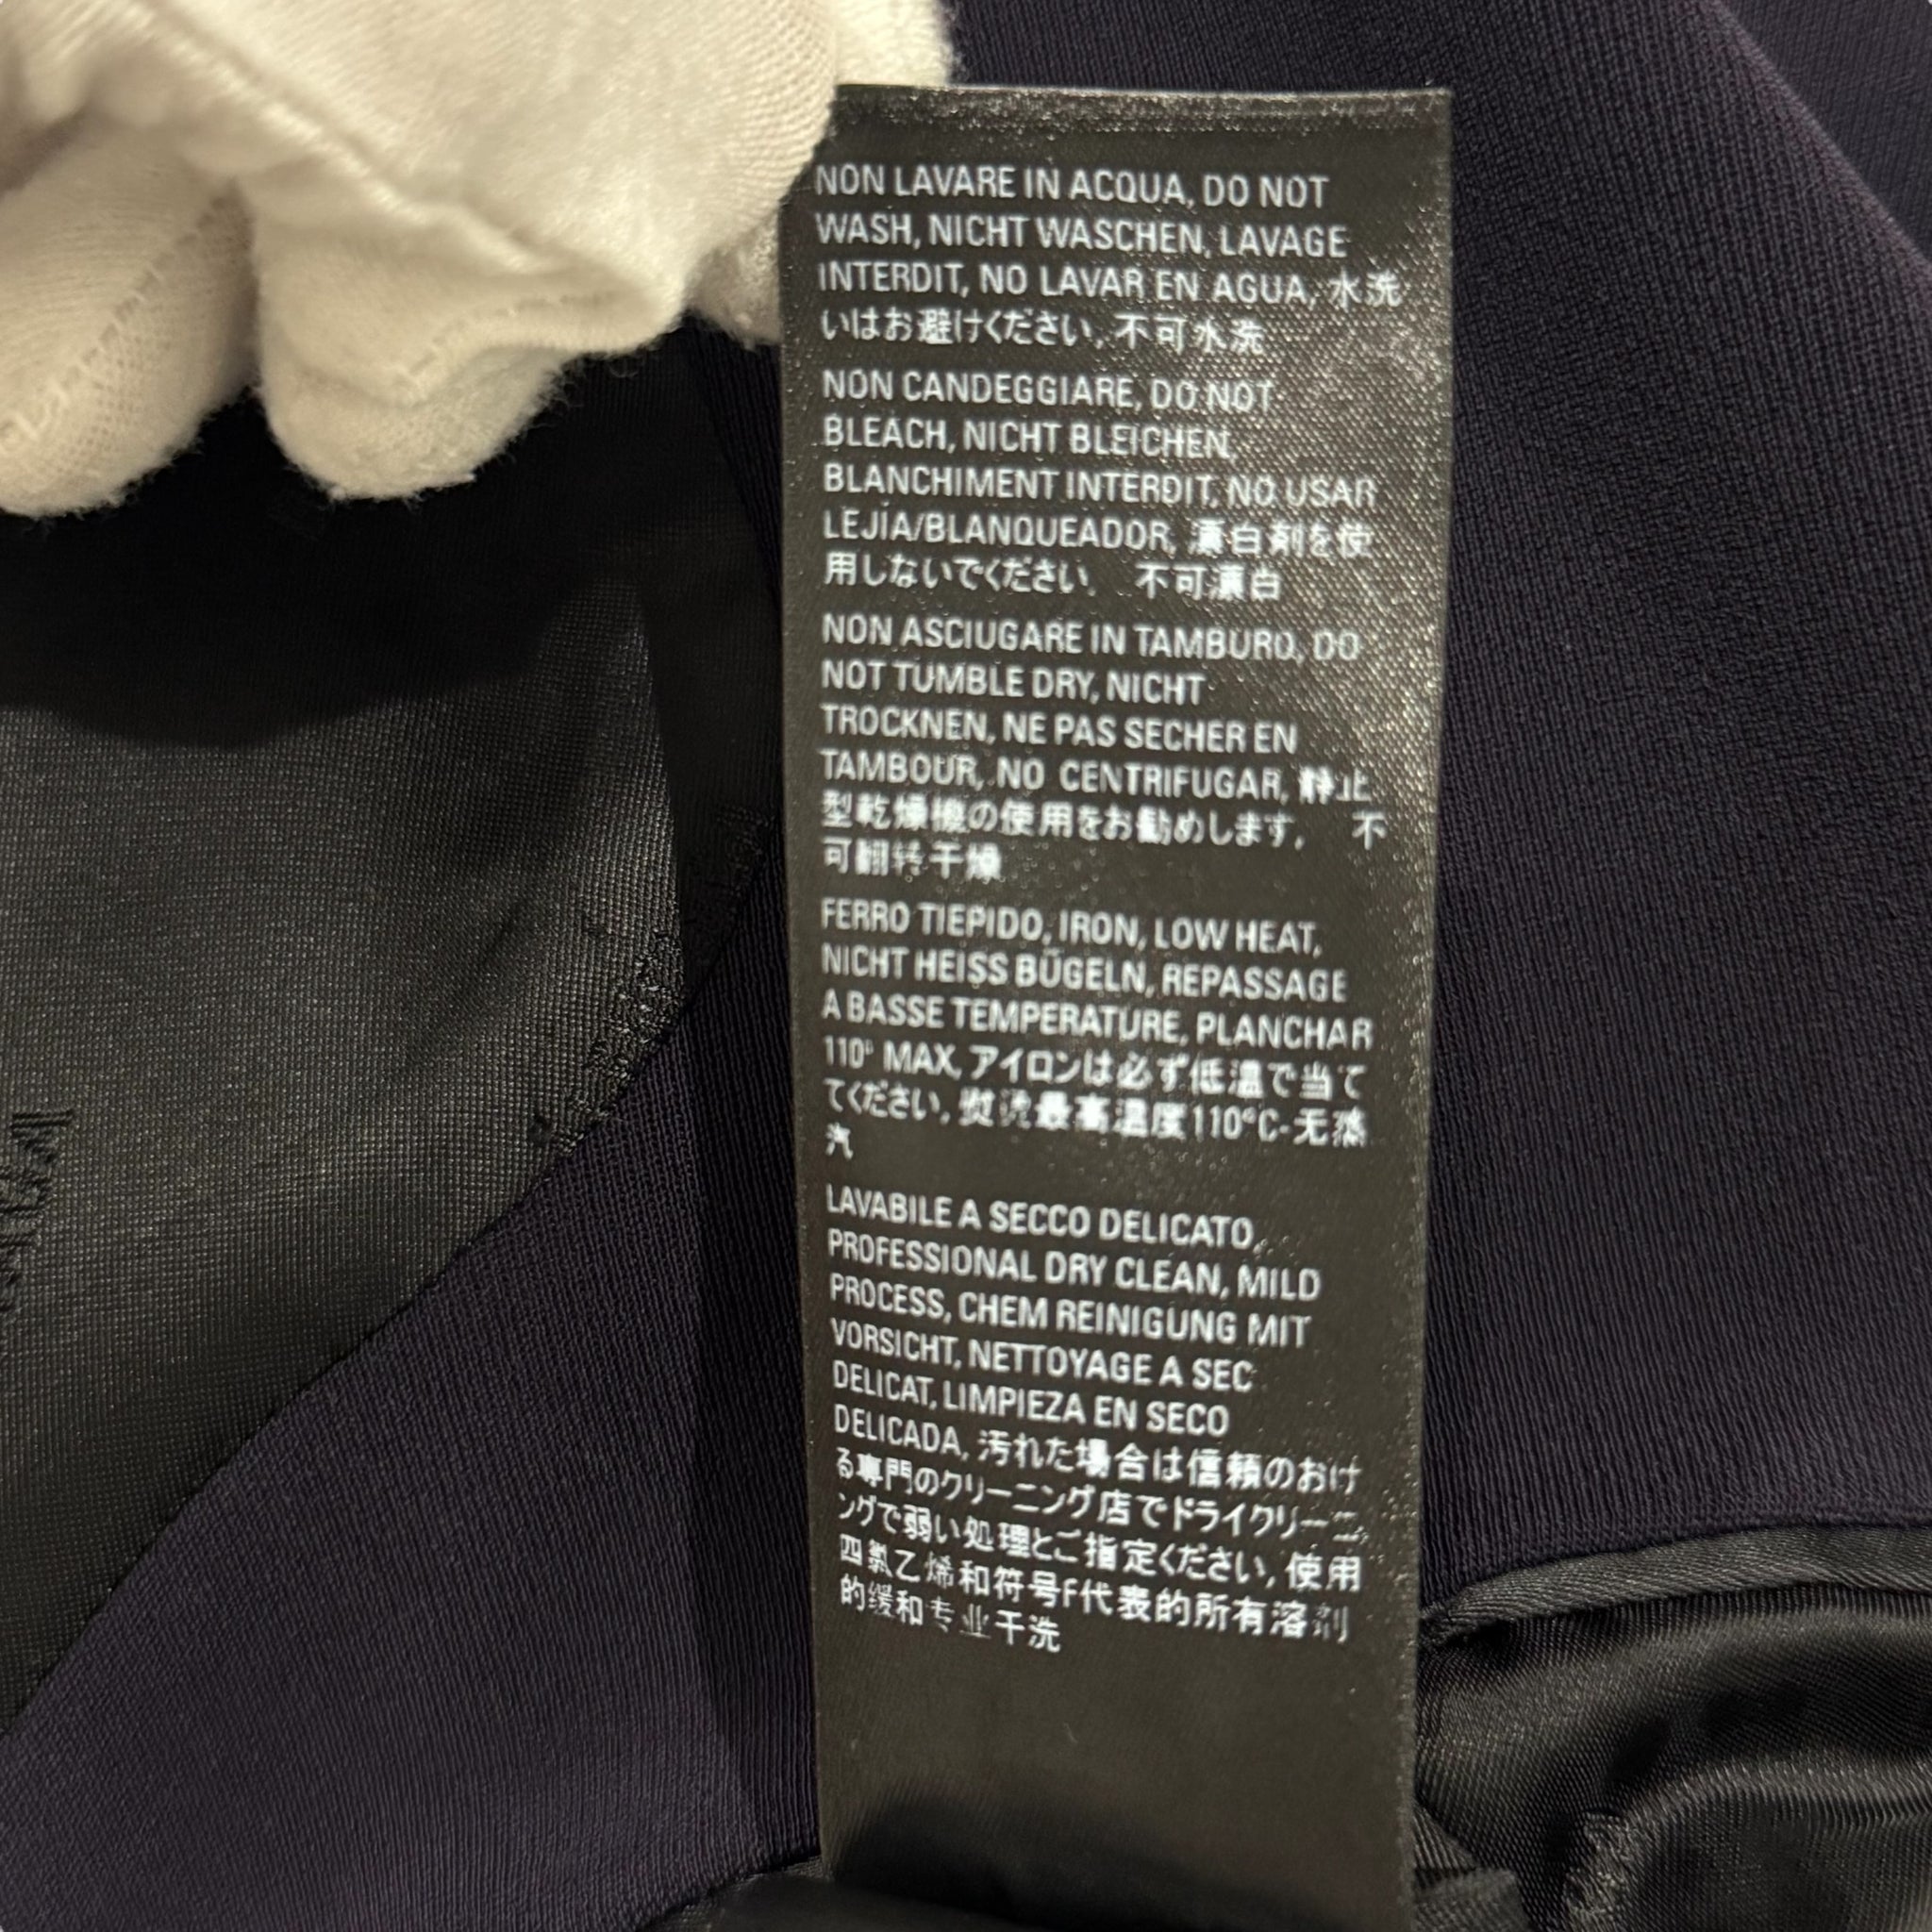 NON LAVARE IN ACQUA, DO NOT
WASH, NICHT WASCHEN, LAVAGE
INTERDIT, NO LAVAR EN AGUA, 水洗
いはお避けください. 不可水洗
NON CANDEGGIARE, DO NOT
BLEACH, NICHT BLEICHEN,
BLANCHIMENT INTERDIT, NO USAR
LEJIA/BLANQUEADOR, 漂白剤を使
用しないでください. 不可漂白
NON ASCIUGARE IN TAMBURO, DO
NOT TUMBLE DRY, NICHT
TROCKNEN, NE PAS SECHER EN
TAMBOUR, NO CENTRIFUGAR, 静止
型乾燥機の使用をお勧めします, 不
可翻转干燥
FERRO TIEPIDO, IRON, LOW HEAT,
NICHT HEISS BÜGELN, REPASSAGE
A BASSE TEMPERATURE, PLANCHAR
110° MAX, アイロンは必ず低温で当て
てください, 熨烫最高温度110°C-无蒸
汽
LAVABILE A SECCO DELICATO,
PROFESSIONAL DRY CLEAN, MILD
PROCESS, CHEM REINIGUNG MIT
VORSICHT, NETTOYAGE A SEC
DELICAT, LIMPIEZA EN SECO
DELICADA, 汚れた場合は信頼のおけ
る専門のクリーニング店でドライクリーニ
ングで弱い処理とご指定ください, 使用
四氯乙烯和符号F代表的所有溶剂
的缓和专业干洗